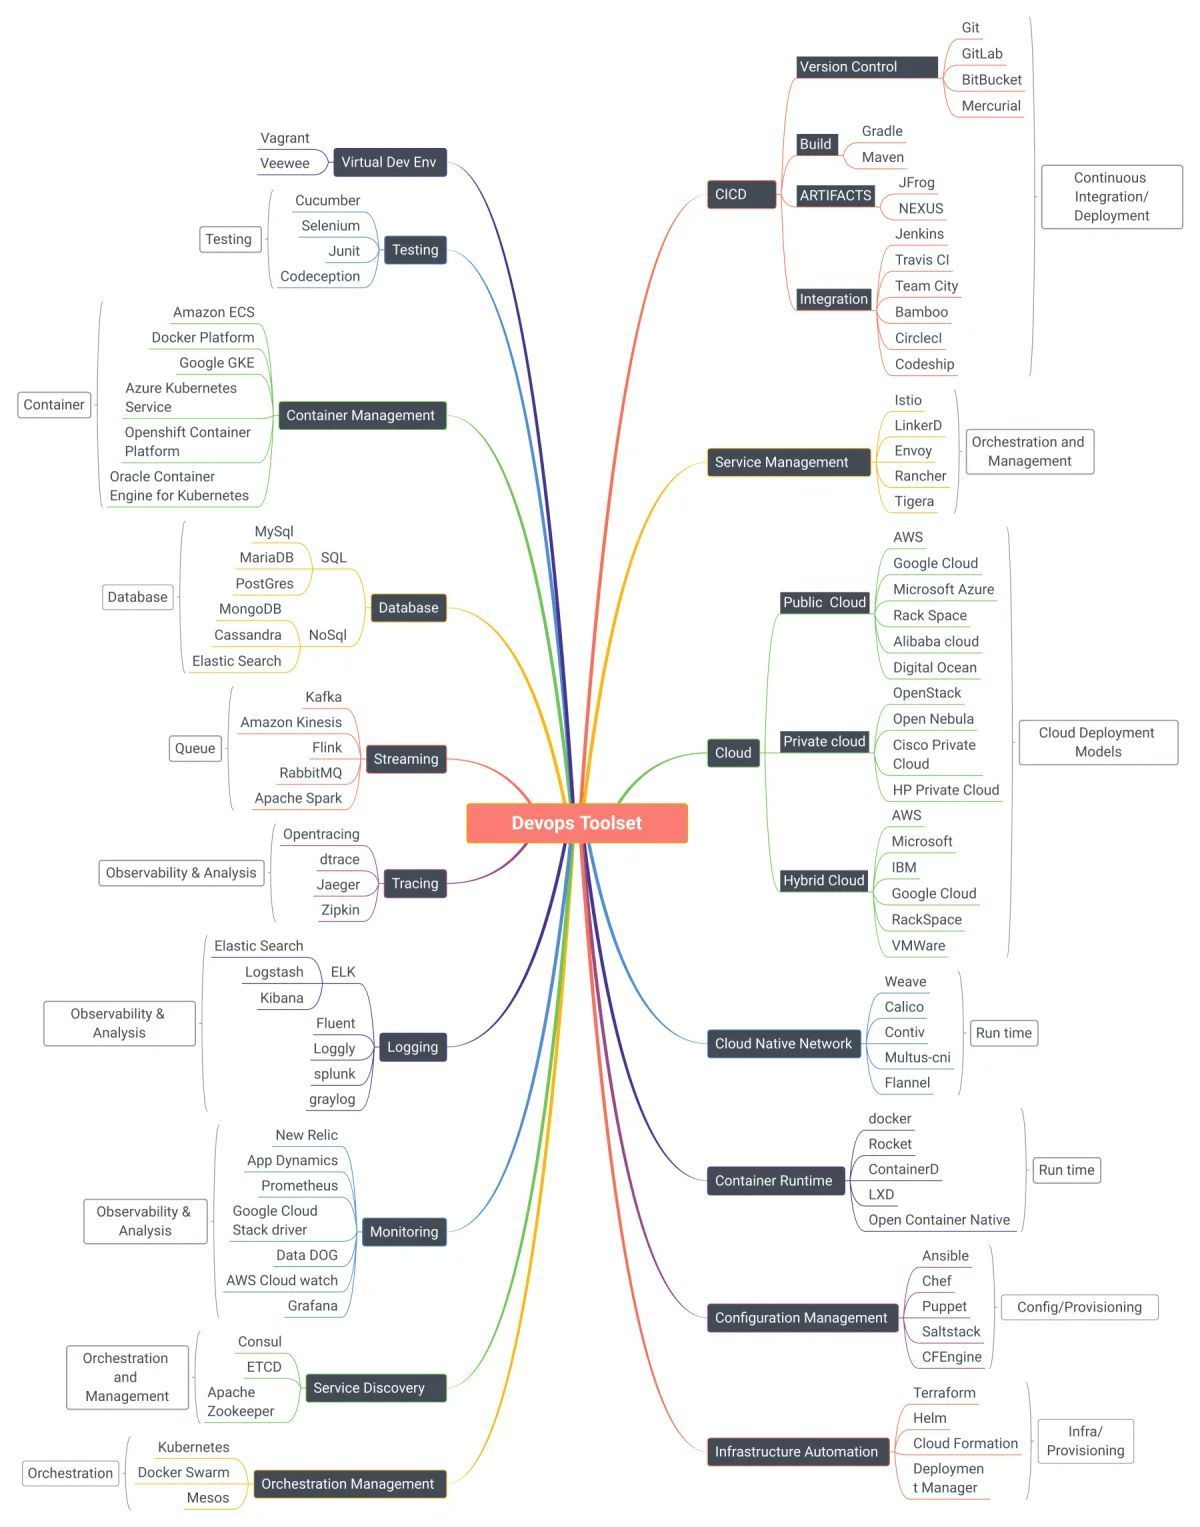 Devops Toolset
Vagrant
Veewee
Virtual Dev Env
Testing
Cucumber
Selenium
Junit
Codeception
Testing
Container
Amazon ECS
Docker Platform
Google GKE
Azure Kubernetes
Service
Openshift Container
Platform
Oracle Container
Engine for Kubernetes
Container Management
Database
MySql
MariaDB
PostGres
SQL
MongoDB
Cassandra
Elastic Search
NoSql
Database
Queue
Kafka
Amazon Kinesis
Flink
RabbitMQ
Apache Spark
Streaming
Observability & Analysis
Opentracing
dtrace
Jaeger
Zipkin
Tracing
Observability &
Analysis
Elastic Search
Logstash
Kibana
ELK
Fluent
Loggly
splunk
graylog
Logging
Observability &
Analysis
New Relic
App Dynamics
Prometheus
Google Cloud
Stack driver
Data DOG
AWS Cloud watch
Grafana
Monitoring
Orchestration
and
Management
Consul
ETCD
Apache
Zookeeper
Service Discovery
Orchestration
Kubernetes
Docker Swarm
Mesos
Orchestration Management
CICD
Version Control
Git
GitLab
BitBucket
Mercurial
Build
Gradle
Maven
ARTIFACTS
JFrog
NEXUS
Integration
Jenkins
Travis CI
Team City
Bamboo
CirclecI
Codeship
Continuous
Integration/
Deployment
Service Management
Istio
LinkerD
Envoy
Rancher
Tigera
Orchestration and
Management
Cloud
Public Cloud
AWS
Google Cloud
Microsoft Azure
Rack Space
Alibaba cloud
Digital Ocean
Private cloud
OpenStack
Open Nebula
Cisco Private
Cloud
HP Private Cloud
Hybrid Cloud
AWS
Microsoft
IBM
Google Cloud
RackSpace
VMWare
Cloud Deployment
Models
Cloud Native Network
Weave
Calico
Contiv
Multus-cni
Flannel
Run time
Container Runtime
docker
Rocket
ContainerD
LXD
Open Container Native
Run time
Configuration Management
Ansible
Chef
Puppet
Saltstack
CFEngine
Config/Provisioning
Infrastructure Automation
Terraform
Helm
Cloud Formation
Deploymen
t Manager
Infra/
Provisioning